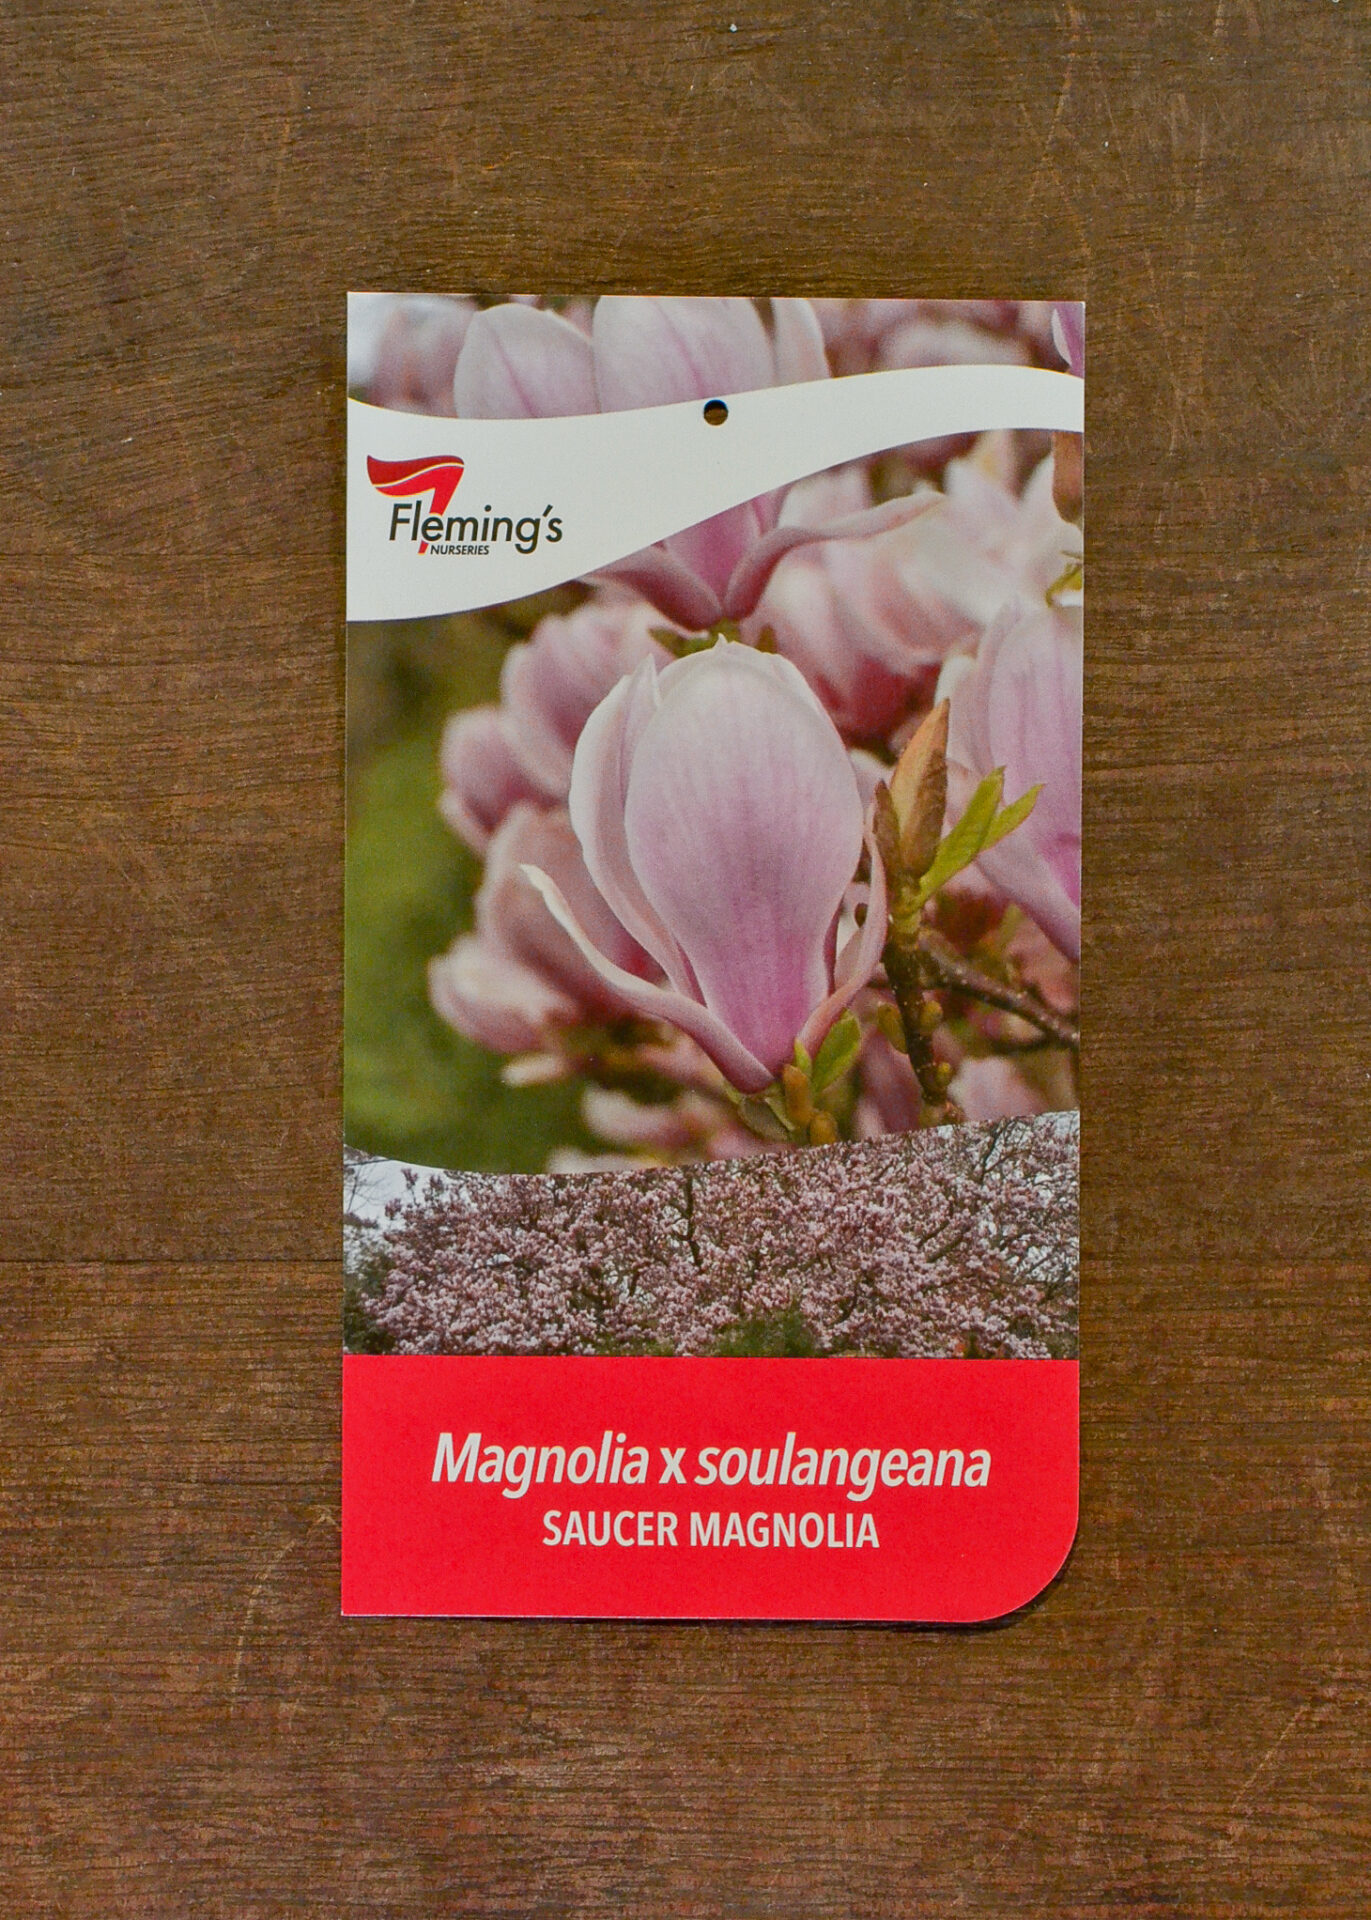 Fleming's
NURSERIES
Magnolia x soulangeana
SAUCER MAGNOLIA